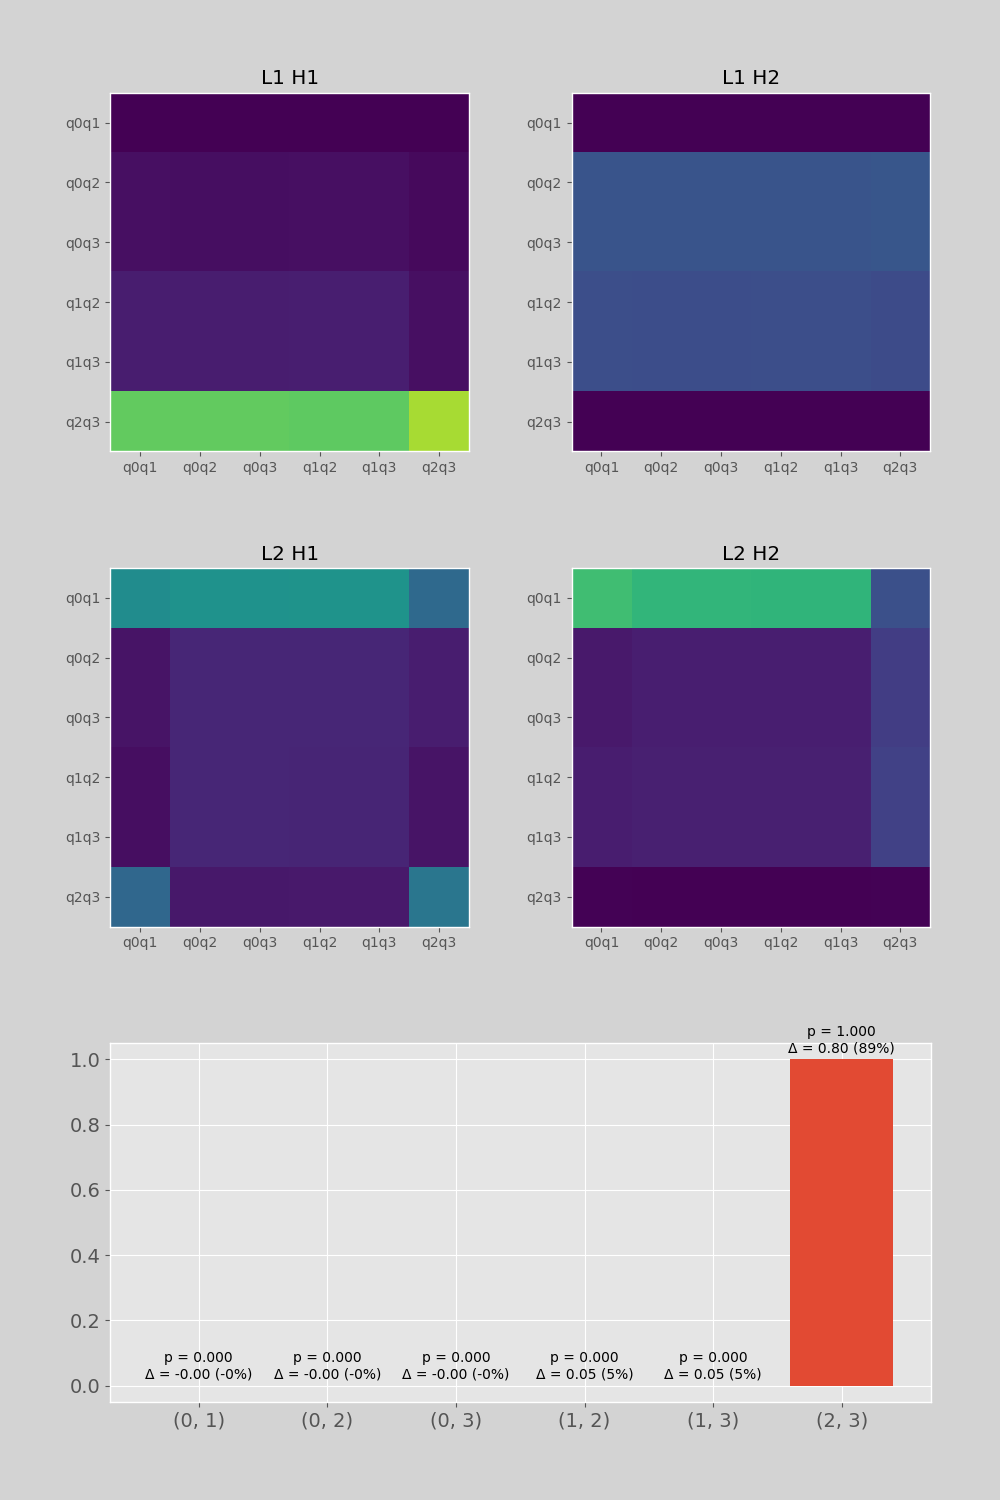 L1 H1
L1 H2
q0q1
q0q2
q0q3
q1q2
q1q3
q2q3
q0q1 q0q2 q0q3 q1q2 q1q3 q2q3
q0q1
q0q2
q0q3
q1q2
q1q3
q2q3
q0q1 q0q2 q0q3 q1q2 q1q3 q2q3
L2 H1
L2 H2
q0q1
q0q2
q0q3
q1q2
q1q3
q2q3
q0q1 q0q2 q0q3 q1q2 q1q3 q2q3
q0q1
q0q2
q0q3
q1q2
q1q3
q2q3
q0q1 q0q2 q0q3 q1q2 q1q3 q2q3
1.0
0.8
0.6
0.4
0.2
0.0
p = 0.000
Δ = -0.00 (-0%)
p = 0.000
Δ = -0.00 (-0%)
p = 0.000
Δ = -0.00 (-0%)
p = 0.000
Δ = 0.05 (5%)
p = 0.000
Δ = 0.05 (5%)
p = 1.000
Δ = 0.80 (89%)
(0, 1) (0, 2) (0, 3) (1, 2) (1, 3) (2, 3)